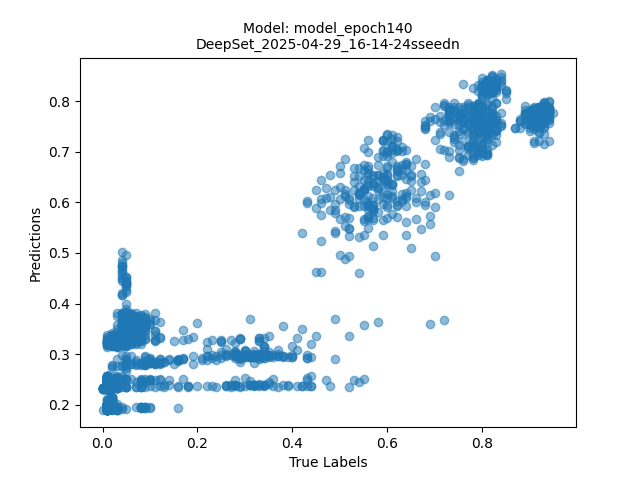 Model: model_epoch140
DeepSet_2025-04-29_16-14-24sseedn
Predictions
0.8
0.7
0.6
0.5
0.4
0.3
0.2
0.0 0.2 0.4 0.6 0.8
True Labels